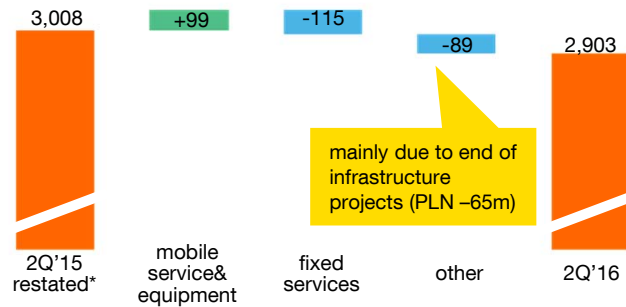 3,008
+99
-115
-89
2,903
mainly due to end of
infrastructure
projects (PLN –65m)
2Q'15
restated*
mobile
service&
equipment
fixed
services
other
2Q'16